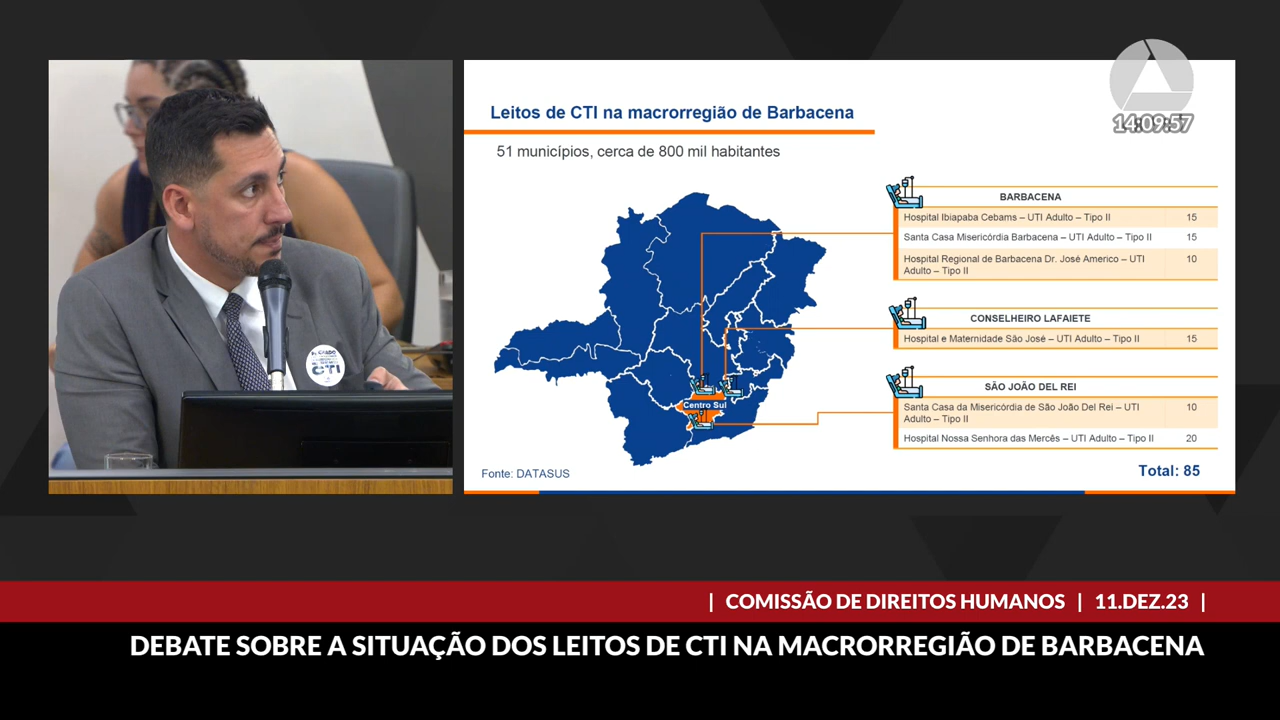 14:09:57
Leitos de CTI na macrorregião de Barbacena
51 municípios, cerca de 800 mil habitantes
BARBACENA
Hospital Ibiapaba Cebams – UTI Adulto – Tipo II 15
Santa Casa Misericórdia Barbacena – UTI Adulto – Tipo II 15
Hospital Regional de Barbacena Dr. José Americo – UTI
Adulto – Tipo II 10
CONSELHEIRO LAFAIETE
Hospital e Maternidade São José – UTI Adulto – Tipo II 15
SÃO JOÃO DEL REI
Santa Casa da Misericórdia de São João Del Rei – UTI
Adulto – Tipo II 10
Hospital Nossa Senhora das Mercês – UTI Adulto – Tipo II 20
Centro Sul
Fonte: DATASUS
Total: 85
CTI
| COMISSÃO DE DIREITOS HUMANOS | 11.DEZ.23 |
DEBATE SOBRE A SITUAÇÃO DOS LEITOS DE CTI NA MACRORREGIÃO DE BARBACENA